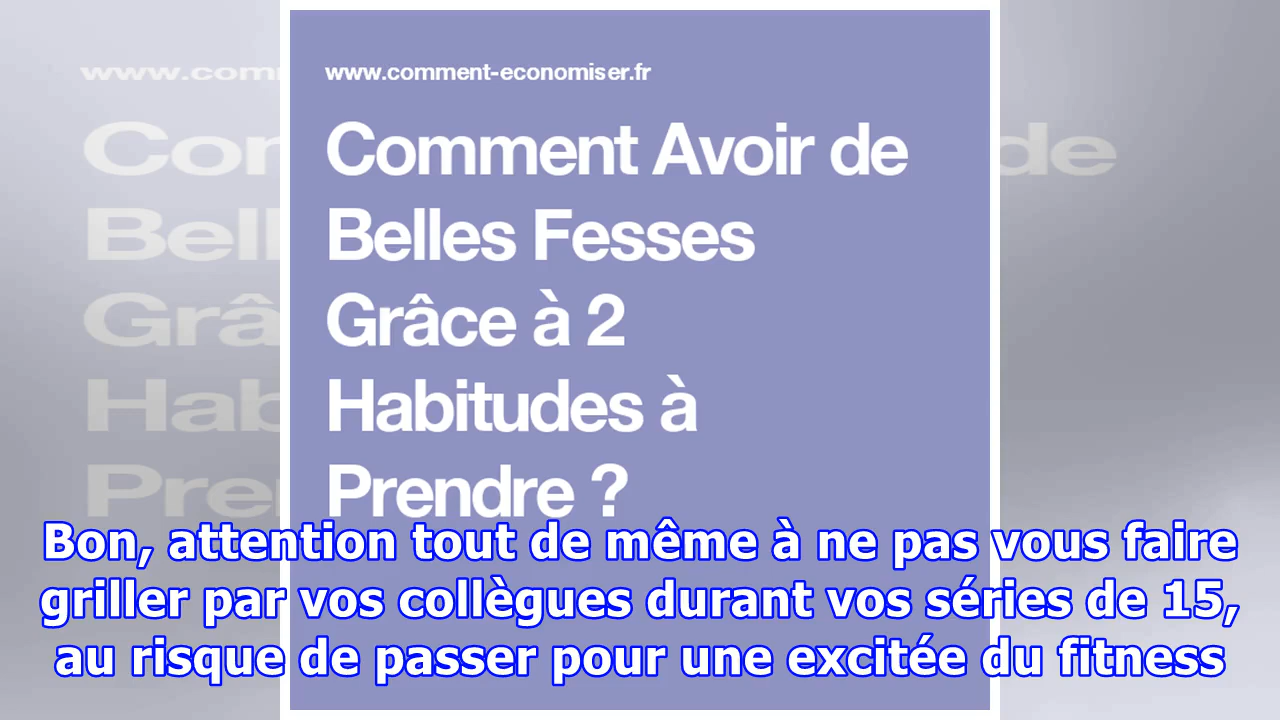 www.comment-economiser.fr
Comment Avoir de
Belles Fesses
Grâce à 2
Habitudes à
Prendre ?
Bon, attention tout de même à ne pas vous faire
griller par vos collègues durant vos séries de 15,
au risque de passer pour une excitée du fitness